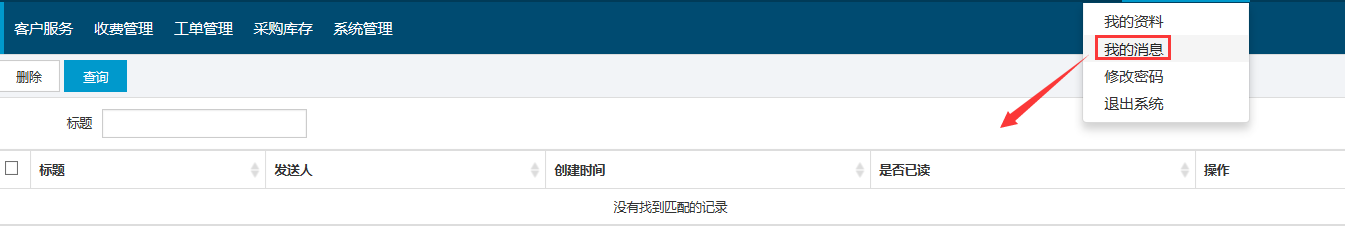 客户服务 收费管理 工单管理 采购库存 系统管理
我的资料
我的消息
修改密码
退出系统
删除 查询
标题
标题 发送人 创建时间 是否已读 操作
没有找到匹配的记录